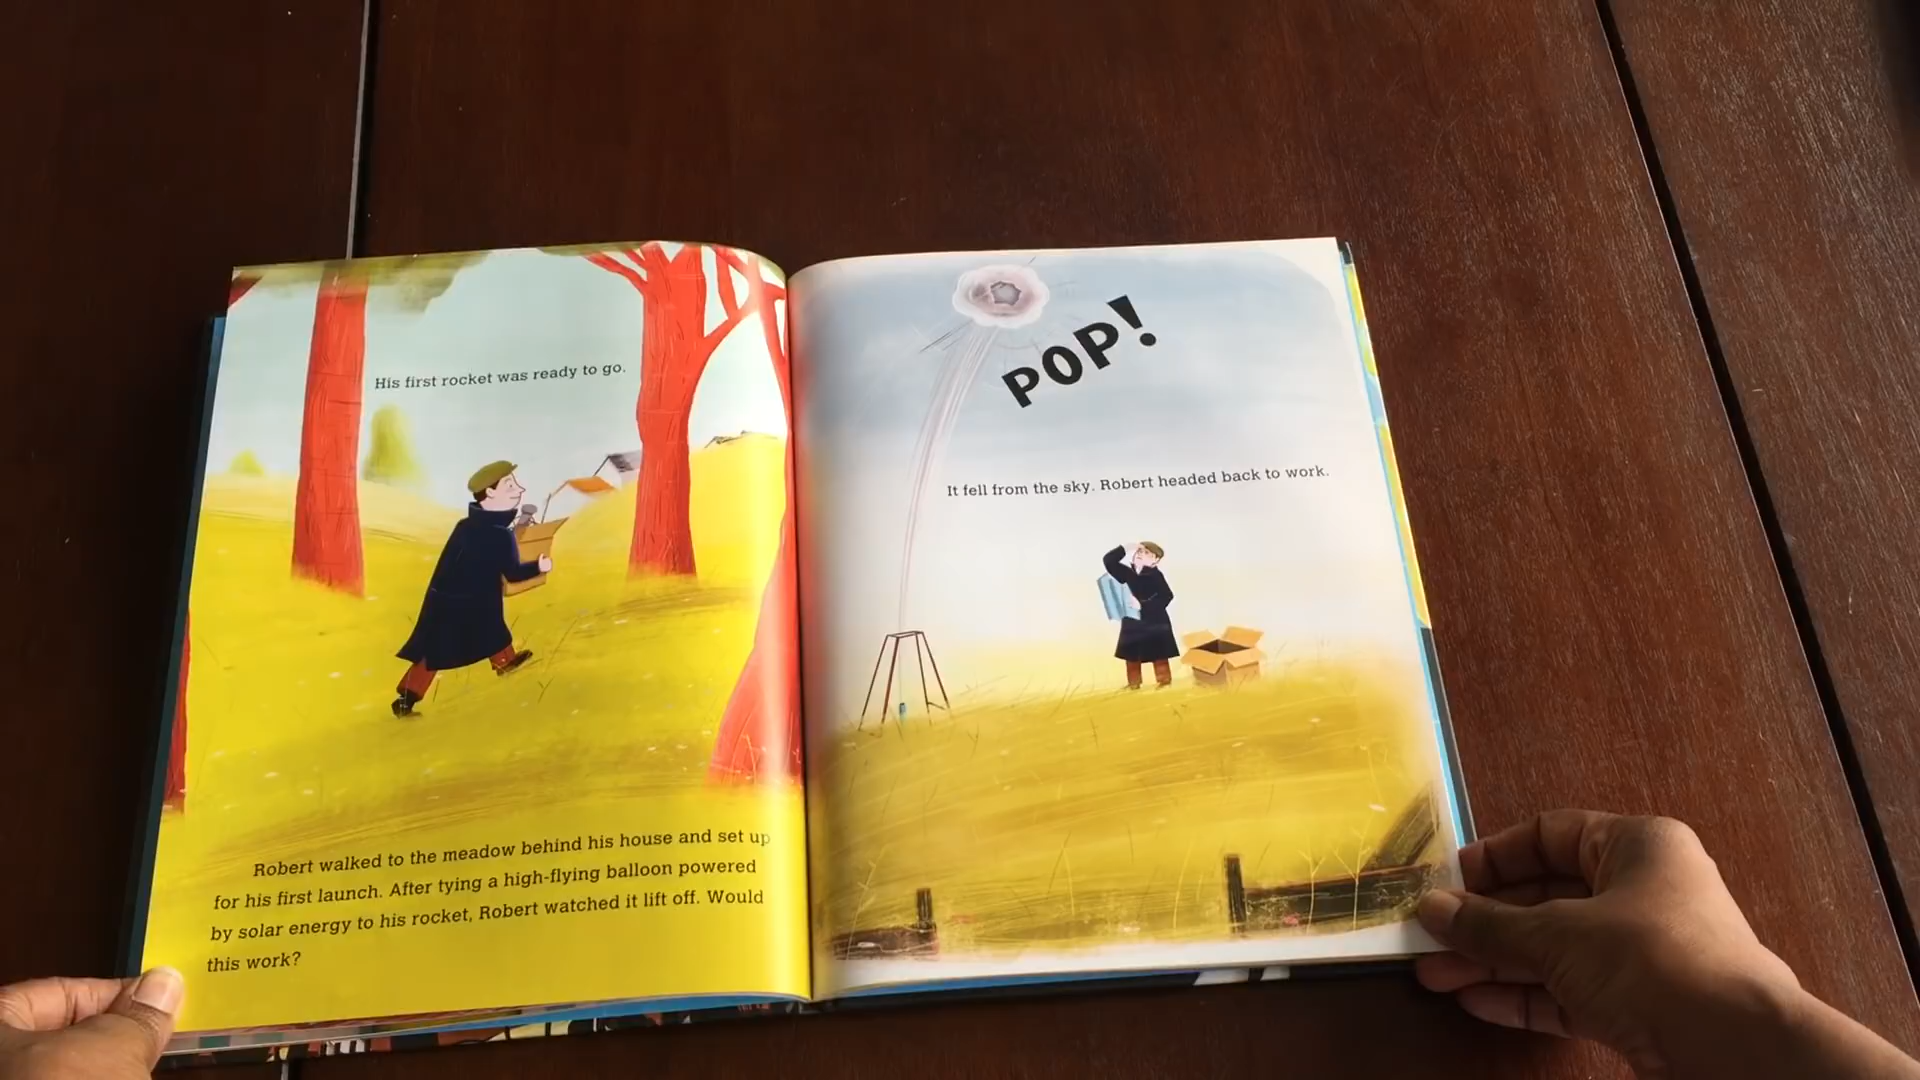 His first rocket was ready to go.
Robert walked to the meadow behind his house and set up
for his first launch. After tying a high-flying balloon powered
by solar energy to his rocket, Robert watched it lift off. Would
this work?
POP!
It fell from the sky. Robert headed back to work.